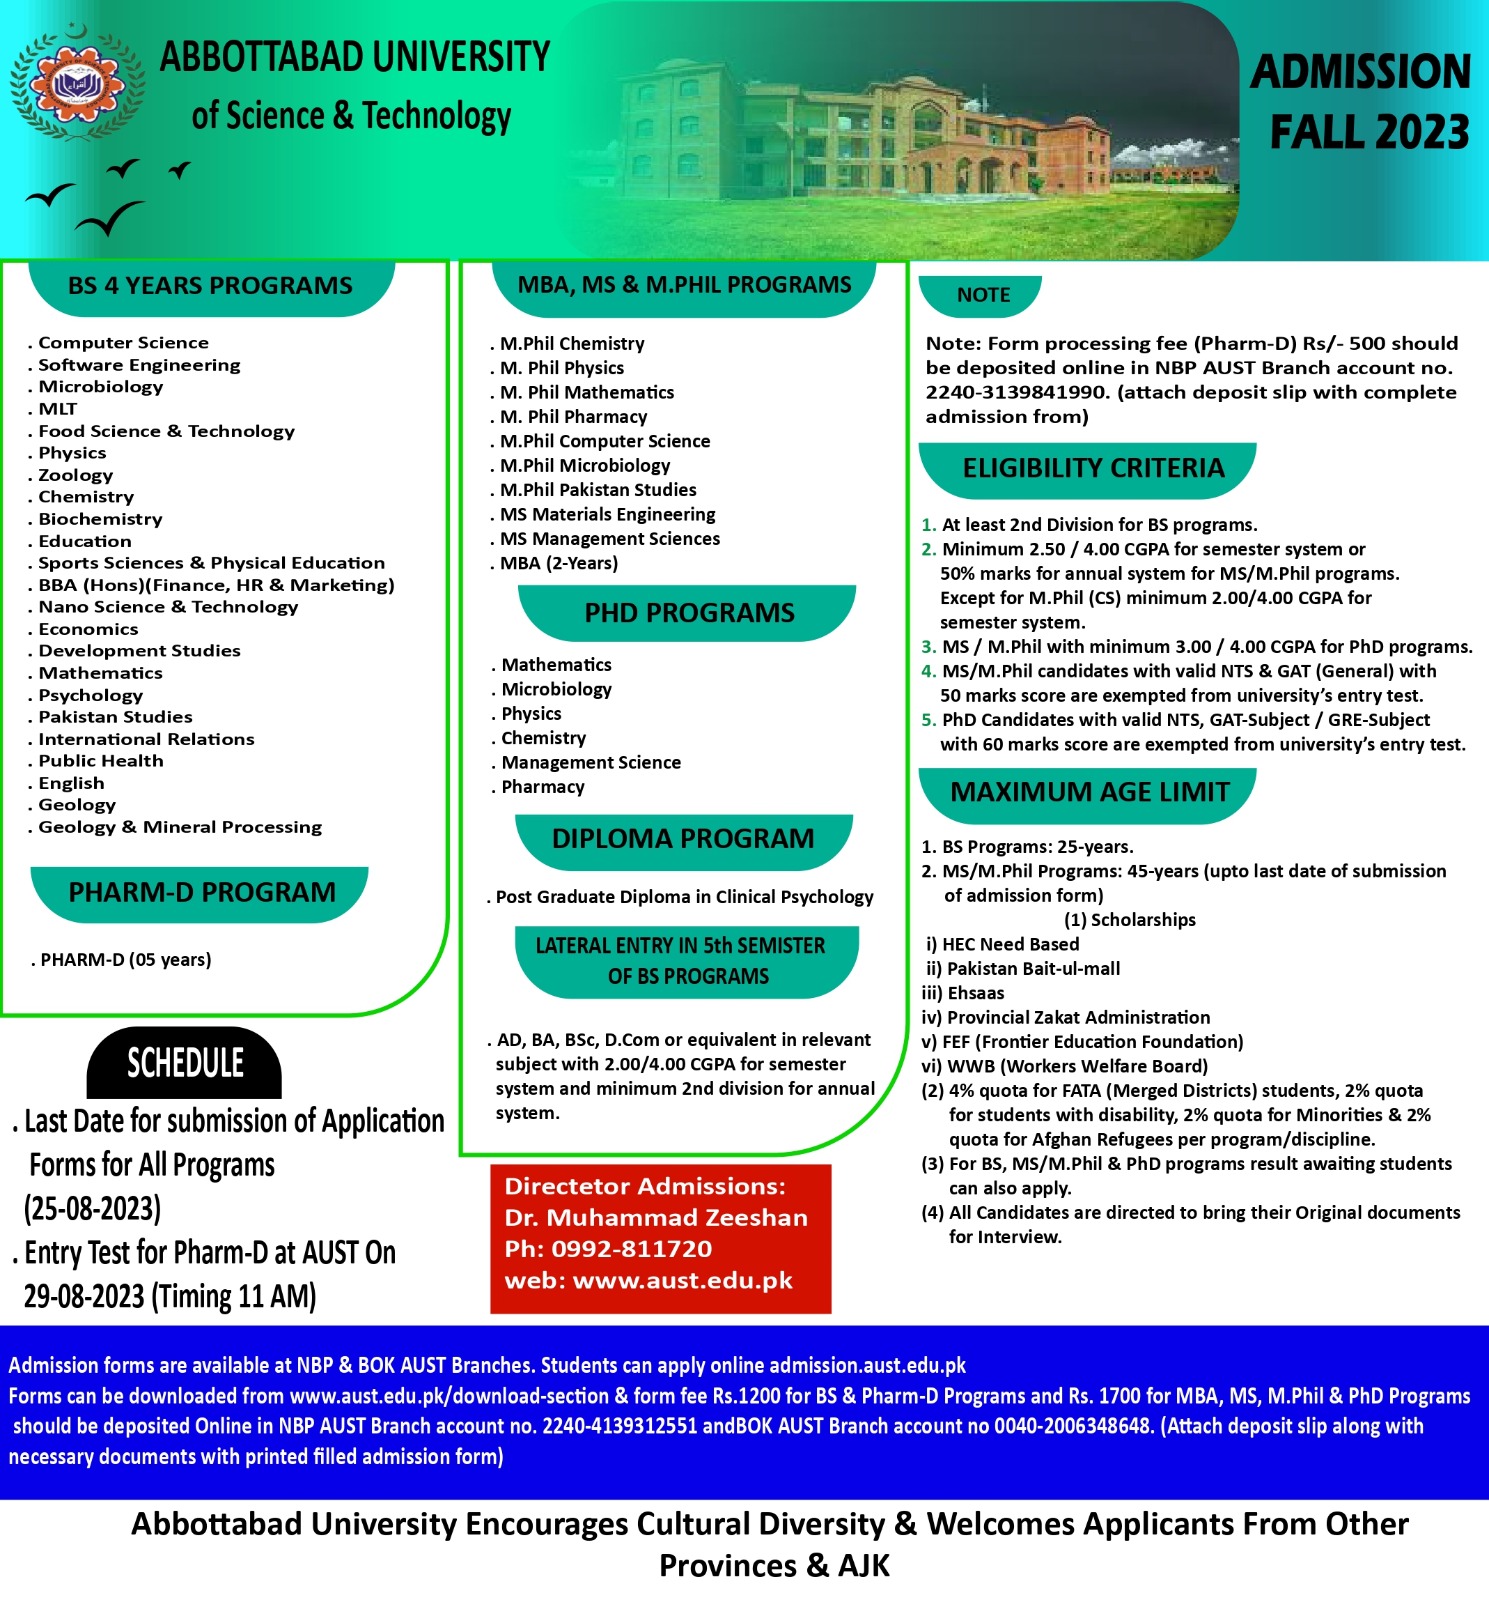 ABBOTTABAD UNIVERSITY
of Science & Technology
ADMISSION
FALL 2023
BS 4 YEARS PROGRAMS
. Computer Science
. Software Engineering
. Microbiology
. MLT
. Food Science & Technology
. Physics
. Zoology
. Chemistry
. Biochemistry
. Education
. Sports Sciences & Physical Education
. BBA (Hons)(Finance, HR & Marketing)
. Nano Science & Technology
. Economics
. Development Studies
. Mathematics
. Psychology
. Pakistan Studies
. International Relations
. Public Health
. English
. Geology
. Geology & Mineral Processing
PHARM-D PROGRAM
. PHARM-D (05 years)
SCHEDULE
. Last Date for submission of Application
Forms for All Programs
(25-08-2023)
. Entry Test for Pharm-D at AUST On
29-08-2023 (Timing 11 AM)
MBA, MS & M.PHIL PROGRAMS
. M.Phil Chemistry
. M. Phil Physics
. M. Phil Mathematics
. M. Phil Pharmacy
. M.Phil Computer Science
. M.Phil Microbiology
. M.Phil Pakistan Studies
. MS Materials Engineering
. MS Management Sciences
. MBA (2-Years)
PHD PROGRAMS
. Mathematics
. Microbiology
. Physics
. Chemistry
. Management Science
. Pharmacy
DIPLOMA PROGRAM
. Post Graduate Diploma in Clinical Psychology
LATERAL ENTRY IN 5th SEMISTER
OF BS PROGRAMS
. AD, BA, BSc, D.Com or equivalent in relevant
subject with 2.00/4.00 CGPA for semester
system and minimum 2nd division for annual
system.
Directetor Admissions:
Dr. Muhammad Zeeshan
Ph: 0992-811720
web: www.aust.edu.pk
NOTE
Note: Form processing fee (Pharm-D) Rs/- 500 should
be deposited online in NBP AUST Branch account no.
2240-3139841990. (attach deposit slip with complete
admission from)
ELIGIBILITY CRITERIA
1. At least 2nd Division for BS programs.
2. Minimum 2.50 / 4.00 CGPA for semester system or
50% marks for annual system for MS/M.Phil programs.
Except for M.Phil (CS) minimum 2.00/4.00 CGPA for
semester system.
3. MS / M.Phil with minimum 3.00 / 4.00 CGPA for PhD programs.
4. MS/M.Phil candidates with valid NTS & GAT (General) with
50 marks score are exempted from university’s entry test.
5. PhD Candidates with valid NTS, GAT-Subject / GRE-Subject
with 60 marks score are exempted from university’s entry test.
MAXIMUM AGE LIMIT
1. BS Programs: 25-years.
2. MS/M.Phil Programs: 45-years (upto last date of submission
of admission form)
(1) Scholarships
i) HEC Need Based
ii) Pakistan Bait-ul-mall
iii) Ehsaas
iv) Provincial Zakat Administration
v) FEF (Frontier Education Foundation)
vi) WWB (Workers Welfare Board)
(2) 4% quota for FATA (Merged Districts) students, 2% quota
for students with disability, 2% quota for Minorities & 2%
quota for Afghan Refugees per program/discipline.
(3) For BS, MS/M.Phil & PhD programs result awaiting students
can also apply.
(4) All Candidates are directed to bring their Original documents
for Interview.
Admission forms are available at NBP & BOK AUST Branches. Students can apply online admission.aust.edu.pk
Forms can be downloaded from www.aust.edu.pk/download-section & form fee Rs.1200 for BS & Pharm-D Programs and Rs. 1700 for MBA, MS, M.Phil & PhD Programs
should be deposited Online in NBP AUST Branch account no. 2240-4139312551 andBOK AUST Branch account no 0040-2006348648. (Attach deposit slip along with
necessary documents with printed filled admission form)
Abbottabad University Encourages Cultural Diversity & Welcomes Applicants From Other
Provinces & AJK